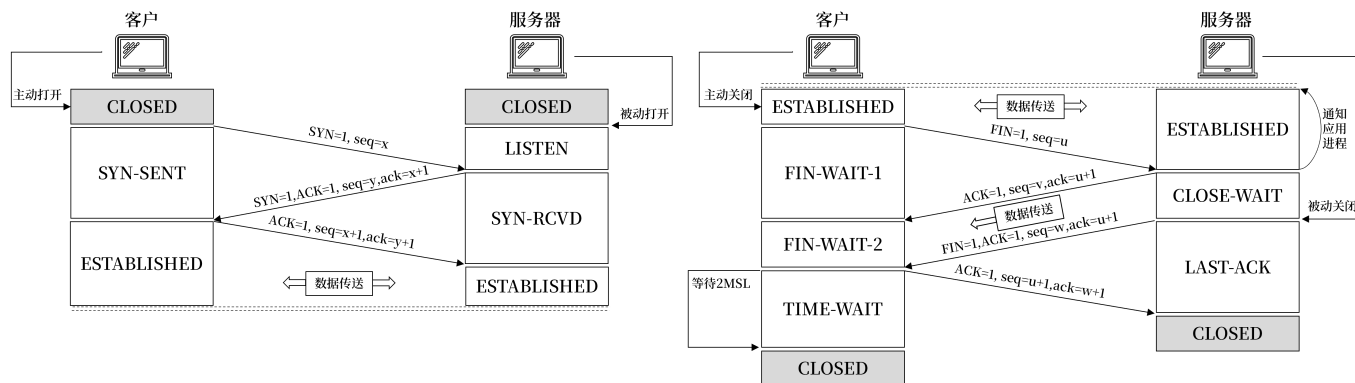 客户
服务器
主动打开
CLOSED
CLOSED
被动打开
SYN=1, seq=x
LISTEN
SYN-SENT
SYN=1,ACK=1, seq=y,ack=x+1
SYN-RCVD
ACK=1, seq=x+1,ack=y+1
ESTABLISHED
数据传送
ESTABLISHED
客户
服务器
主动关闭
ESTABLISHED
数据传送
通知
应用
进程
ESTABLISHED
FIN=1, seq=u
FIN-WAIT-1
ACK=1, seq=v,ack=u+1
CLOSE-WAIT
数据传送
被动关闭
FIN-WAIT-2
FIN=1,ACK=1, seq=w,ack=u+1
LAST-ACK
等待2MSL
ACK=1, seq=u+1,ack=w+1
TIME-WAIT
CLOSED
CLOSED